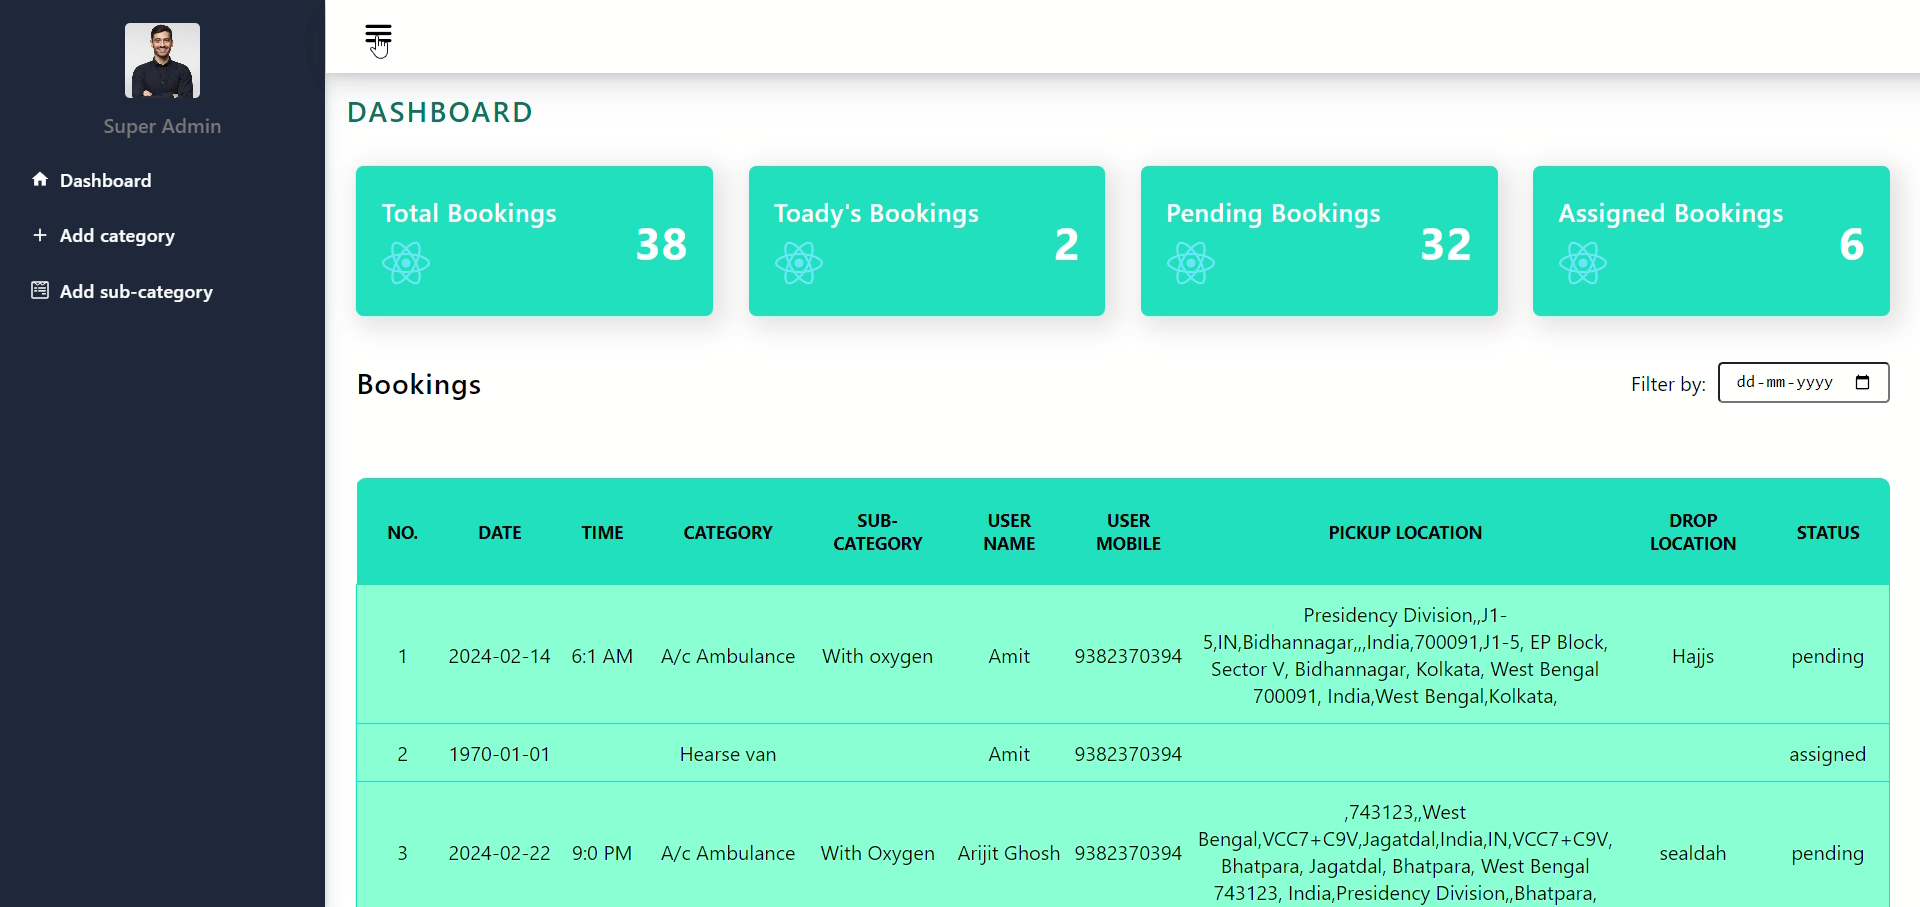 Super Admin
Dashboard
Add category
Add sub-category
DASHBOARD
Total Bookings
38
Toady's Bookings
2
Pending Bookings
32
Assigned Bookings
6
Bookings
Filter by:
dd-mm-yyyy
NO.
DATE
TIME
CATEGORY
SUB-
CATEGORY
USER
NAME
USER
MOBILE
PICKUP LOCATION
DROP
LOCATION
STATUS
1
2024-02-14
6:1 AM
A/c Ambulance
With oxygen
Amit
9382370394
Presidency Division,,J1-
5,IN,Bidhannagar,,,India,700091,J1-5, EP Block,
Sector V, Bidhannagar, Kolkata, West Bengal
700091, India,West Bengal,Kolkata,
Hajjs
pending
2
1970-01-01
Hearse van
Amit
9382370394
assigned
3
2024-02-22
9:0 PM
A/c Ambulance
With Oxygen
Arijit Ghosh
9382370394
,743123,,West
Bengal,VCC7+C9V,Jagatdal,India,IN,VCC7+C9V,
Bhatpara, Jagatdal, Bhatpara, West Bengal
743123, India,Presidency Division,,Bhatpara,
sealdah
pending